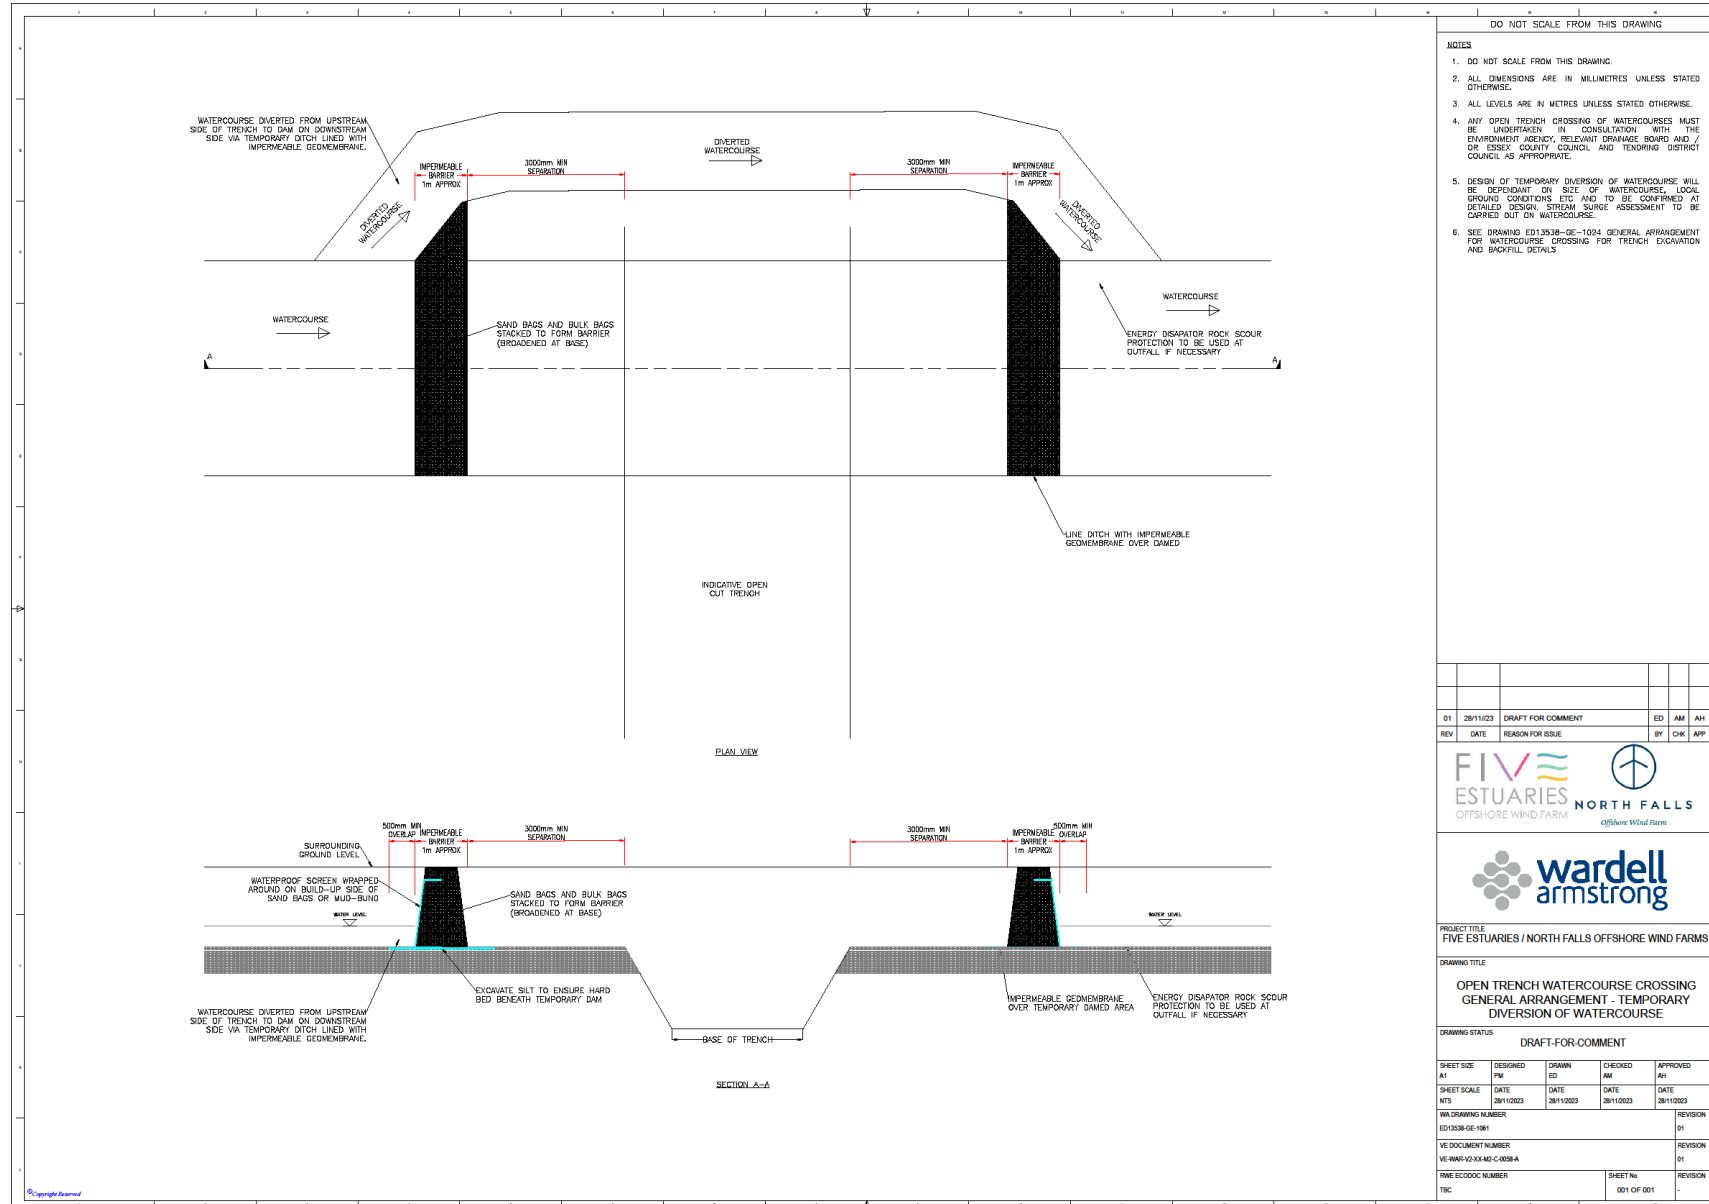 DO NOT SCALE FROM THIS DRAWING
NOTES
1. DO NOT SCALE FROM THIS DRAWING.
2. ALL DIMENSIONS ARE IN MILLIMETRES UNLESS STATED
OTHERWISE.
3. ALL LEVELS ARE IN METRES UNLESS STATED OTHERWISE.
4. ANY OPEN TRENCH CROSSING OF WATERCOURSES MUST
BE UNDERTAKEN IN CONSULTATION WITH THE
ENVIRONMENT AGENCY, RELEVANT DRAINAGE BOARD AND /
OR ESSEX COUNTY COUNCIL AND TENDRING DISTRICT
COUNCIL AS APPROPRIATE.
5. DESIGN OF TEMPORARY DIVERSION OF WATERCOURSE WILL
BE DEPENDANT ON SIZE OF WATERCOURSE, LOCAL
GROUND CONDITIONS ETC AND TO BE CONFIRMED AT
DETAILED DESIGN. STREAM SURGE ASSESSMENT TO BE
CARRIED OUT ON WATERCOURSE.
6. SEE DRAWING ED13538-GE-1024 GENERAL ARRANGEMENT
FOR WATERCOURSE CROSSING FOR TRENCH EXCAVATION
AND BACKFILL DETAILS
WATERCOURSE DIVERTED FROM UPSTREAM
SIDE OF TRENCH TO DAM ON DOWNSTREAM
SIDE VIA TEMPORARY DITCH LINED WITH
IMPERMEABLE GEOMEMBRANE.
IMPERMEABLE
BARRIER
1m APPROX
3000mm MIN
SEPARATION
DIVERTED
WATERCOURSE
3000mm MIN
SEPARATION
IMPERMEABLE
BARRIER
1m APPROX
DIVERTED
WATERCOURSE
DIVERTED
WATERCOURSE
WATERCOURSE
SAND BAGS AND BULK BAGS
STACKED TO FORM BARRIER
(BROADENED AT BASE)
WATERCOURSE
ENERGY DISAPATOR ROCK SCOUR
PROTECTION TO BE USED AT
OUTFALL IF NECESSARY
A
A
LINE DITCH WITH IMPERMEABLE
GEOMEMBRANE OVER DAMED
INDICATIVE OPEN
CUT TRENCH
PLAN VIEW
500mm MIN
OVERLAP
IMPERMEABLE
BARRIER
1m APPROX
3000mm MIN
SEPARATION
3000mm MIN
SEPARATION
IMPERMEABLE
BARRIER
1m APPROX
500mm MIN
OVERLAP
SURROUNDING
GROUND LEVEL
WATERPROOF SCREEN WRAPPED
AROUND ON BUILD-UP SIDE OF
SAND BAGS OR MUD-BUND
WATER LEVEL
SAND BAGS AND BULK BAGS
STACKED TO FORM BARRIER
(BROADENED AT BASE)
WATER LEVEL
EXCAVATE SILT TO ENSURE HARD
BED BENEATH TEMPORARY DAM
WATERCOURSE DIVERTED FROM UPSTREAM
SIDE OF TRENCH TO DAM ON DOWNSTREAM
SIDE VIA TEMPORARY DITCH LINED WITH
IMPERMEABLE GEOMEMBRANE.
BASE OF TRENCH
IMPERMEABLE GEOMEMBRANE
OVER TEMPORARY DAMED AREA
ENERGY DISAPATOR ROCK SCOUR
PROTECTION TO BE USED AT
OUTFALL IF NECESSARY
SECTION A-A
01 28/11//23 DRAFT FOR COMMENT ED AM AH
REV DATE REASON FOR ISSUE BY CHK APP
FIVE
ESTUARIES
OFFSHORE WIND FARM
NORTH FALLS
Offshore Wind Farm
wardell
armstrong
PROJECT TITLE
FIVE ESTUARIES / NORTH FALLS OFFSHORE WIND FARMS
DRAWING TITLE
OPEN TRENCH WATERCOURSE CROSSING
GENERAL ARRANGEMENT - TEMPORARY
DIVERSION OF WATERCOURSE
DRAWING STATUS
DRAFT-FOR-COMMENT
SHEET SIZE DESIGNED DRAWN CHECKED APPROVED
A1 PM ED AM AH
SHEET SCALE DATE DATE DATE DATE
NTS 28/11/2023 28/11/2023 28/11/2023 28/11/2023
WA DRAWING NUMBER REVISION
ED13538-GE-1061 01
VE DOCUMENT NUMBER REVISION
VE-WAR-V2-XX-M2-C-0058-A 01
RWE ECODOC NUMBER SHEET No REVISION
TBC 001 OF 001 -
©Copyright Reserved